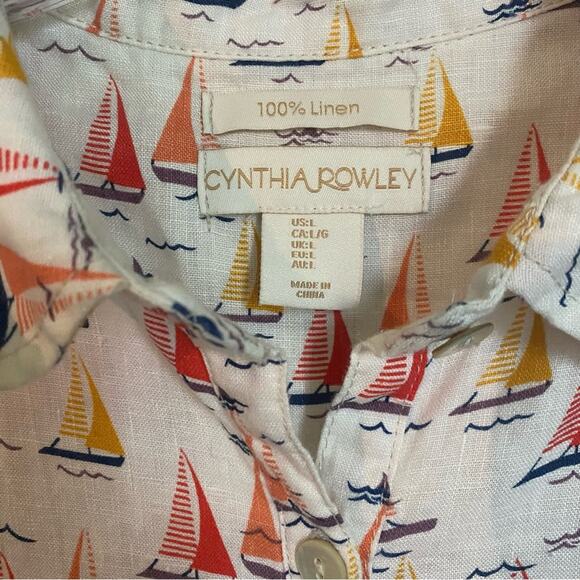 100% Linen
CYNTHIA ROWLEY
US:L
CA:L/G
UK:L
EU:L
AU:L
MADE IN
CHINA